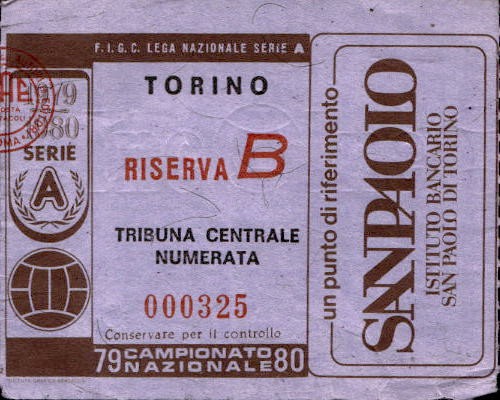 F.I.G.C. LEGA NAZIONALE SERIE A
1979
1980
SERIE
A
TORINO
RISERVA B
TRIBUNA CENTRALE
NUMERATA
000325
Conservare per il controllo
79 CAMPIONATO NAZIONALE 80
un punto di riferimento
SANPAOLO
ISTITUTO BANCARIO
SAN PAOLO DI TORINO